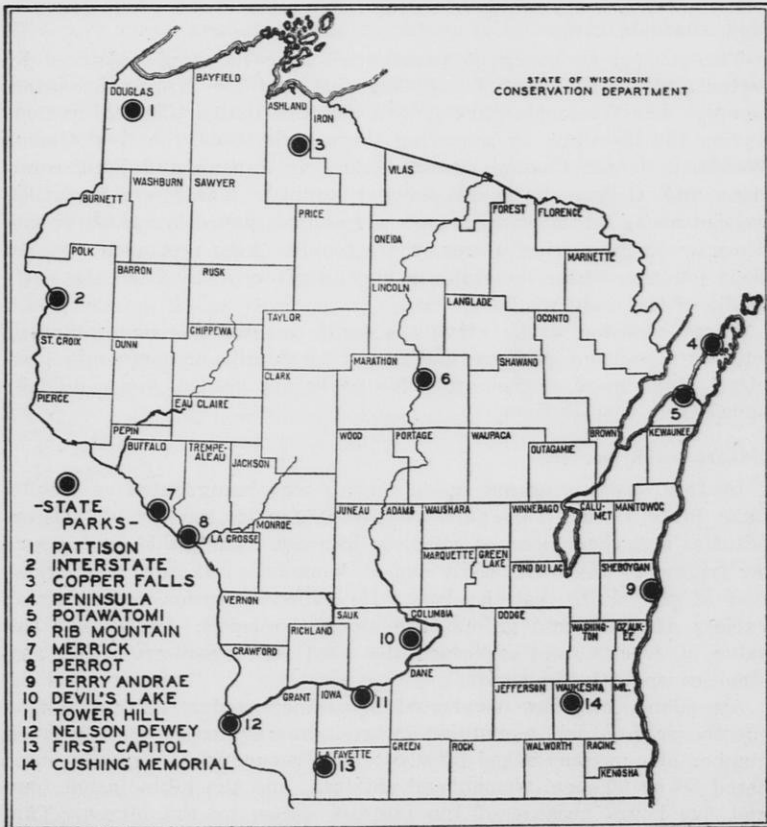 STATE OF WISCONSIN
CONSERVATION DEPARTMENT
DOUGLAS
BAYFIELD
1
ASHLAND
IRON
3
VILAS
BURNETT
WASHBURN
SAWYER
PRICE
FOREST
FLORENCE
ONEIDA
MARINETTE
POLK
BARRON
RUSK
LINCOLN
2
LANGLADE
TAYLOR
OCONTO
CHIPPEWA
4
ST. CROIX
DUNN
MARATHON
SHAWANO
CLARK
6
5
PIERCE
EAU CLAIRE
PEPIN
BROWN
KEWAUNEE
BUFFALO
TREMPE-
ALEAU
JACKSON
WOOD
PORTAGE
WAUPACA
OUTAGAMIE
7
8
LA CROSSE
MONROE
JUNEAU
ADAMS
WAUSHARA
WINNEBAGO
CALU-
MET
MANITOWOC
MARQUETTE
GREEN
LAKE
FOND DU LAC
SHEBOYGAN
9
VERNON
SAUK
COLUMBIA
DODGE
WASHING-
TON
OZAUK-
EE
RICHLAND
10
CRAWFORD
DANE
JEFFERSON
WAUKESHA
MIL.
GRANT
IOWA
11
14
12
LA FAYETTE
13
GREEN
ROCK
WALWORTH
RACINE
KENOSHA
-STATE
PARKS-
1 PATTISON
2 INTERSTATE
3 COPPER FALLS
4 PENINSULA
5 POTAWATOMI
6 RIB MOUNTAIN
7 MERRICK
8 PERROT
9 TERRY ANDRAE
10 DEVIL'S LAKE
11 TOWER HILL
12 NELSON DEWEY
13 FIRST CAPITOL
14 CUSHING MEMORIAL